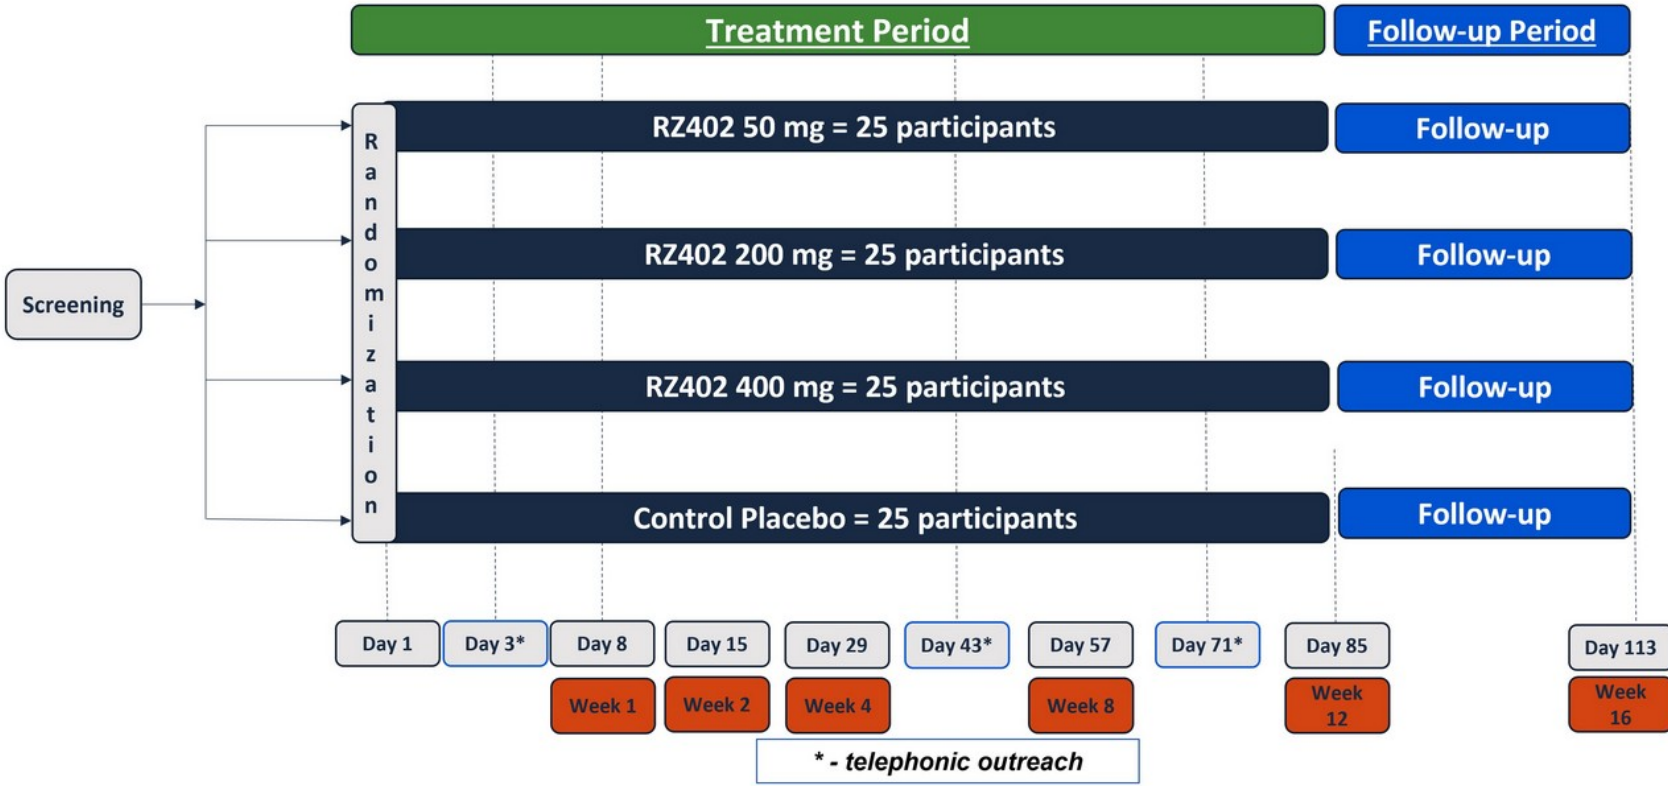 Treatment Period
Follow-up Period
Randomization
RZ402 50 mg = 25 participants
Follow-up
RZ402 200 mg = 25 participants
Follow-up
Screening
RZ402 400 mg = 25 participants
Follow-up
Control Placebo = 25 participants
Follow-up
Day 1
Day 3*
Day 8
Day 15
Day 29
Day 43*
Day 57
Day 71*
Day 85
Day 113
Week 1
Week 2
Week 4
Week 8
Week
12
Week
16
* - telephonic outreach